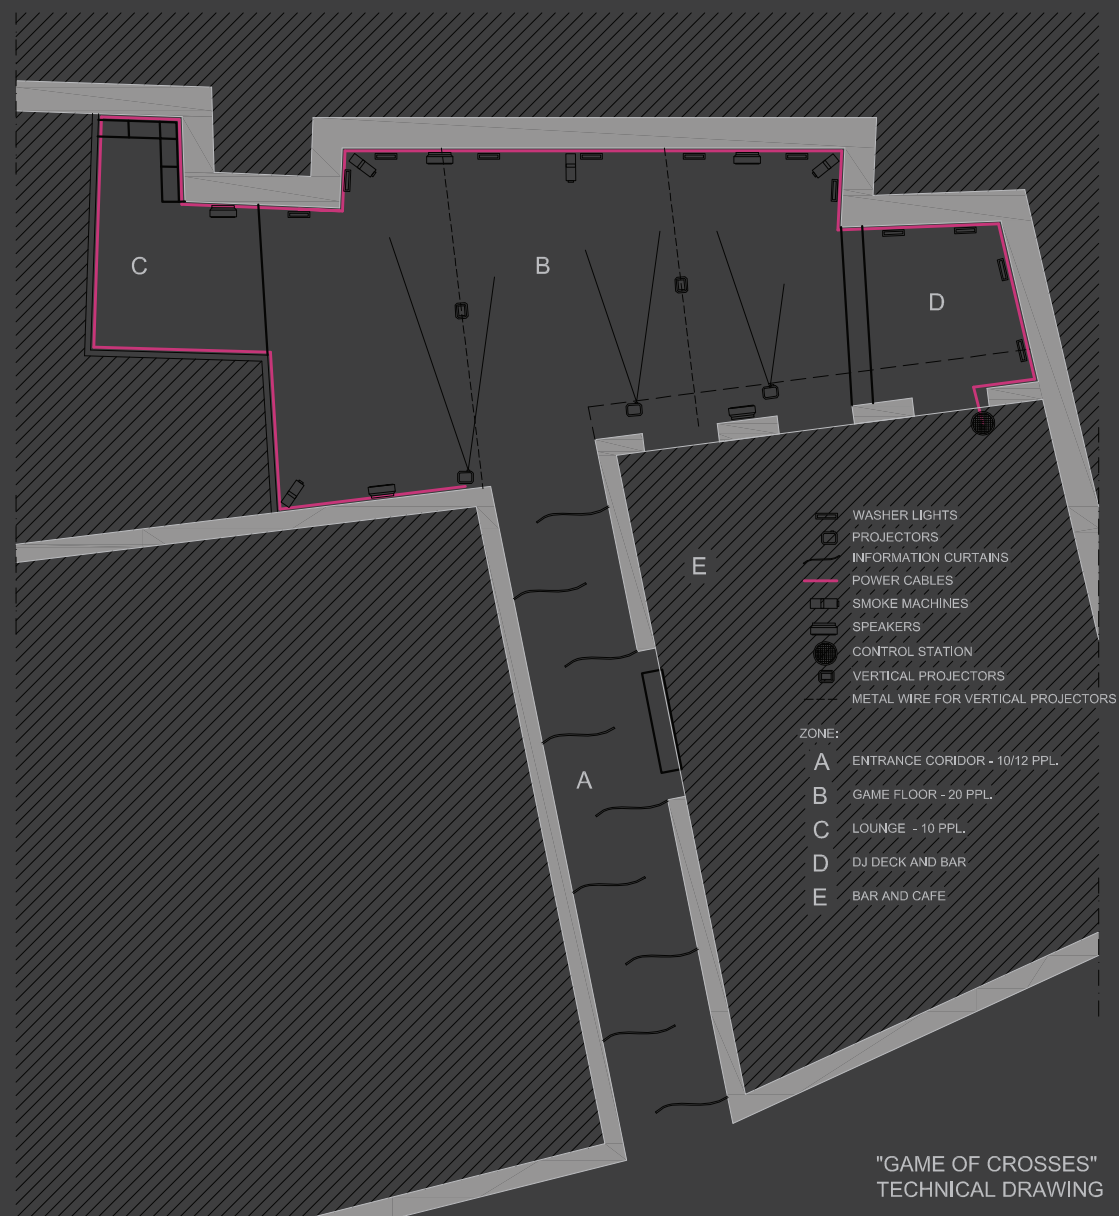 C
B
D
E
A
WASHER LIGHTS
PROJECTORS
INFORMATION CURTAINS
POWER CABLES
SMOKE MACHINES
SPEAKERS
CONTROL STATION
VERTICAL PROJECTORS
METAL WIRE FOR VERTICAL PROJECTORS
ZONE:
A ENTRANCE CORIDOR - 10/12 PPL.
B GAME FLOOR - 20 PPL.
C LOUNGE - 10 PPL.
D DJ DECK AND BAR
E BAR AND CAFE
"GAME OF CROSSES"
TECHNICAL DRAWING